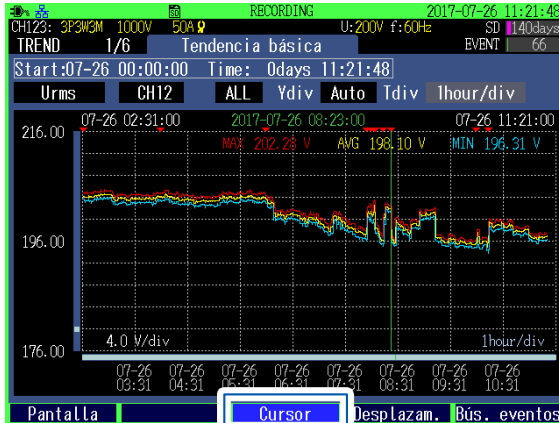 RECORDING 2017-07-26 11:21:48
CH123: 3P3W3M 1000V 50A U:200V f:60Hz SD 140days
TREND 1/6 Tendencia básica EVENT 66
Start:07-26 00:00:00 Time: 0days 11:21:48
Urms CH12 ALL Ydiv Auto Tdiv 1hour/div
07-26 02:31:00 2017-07-26 08:23:00 07-26 11:21:00
216.00 MAX 202.28 V AVG 198.10 V MIN 196.31 V
196.00
4.0 V/div 1hour/div
176.00
07-26 07-26 07-26 07-26 07-26 07-26 07-26 07-26
03:31 04:31 05:31 06:31 07:31 08:31 09:31 10:31
Pantalla Cursor Desplazam. Bús. eventos